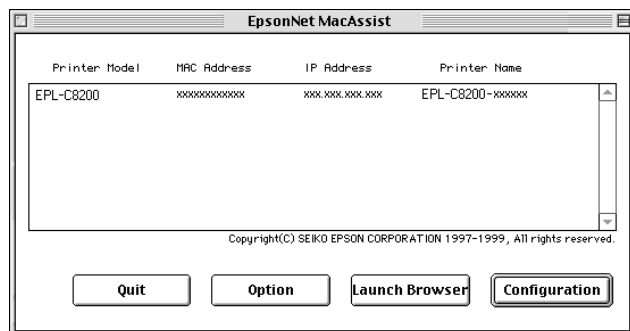 EpsonNet MacAssist
Printer Model MAC Address IP Address Printer Name
EPL-C8200 xxxxxxxxxxxx xxx.xxx.xxx.xxx EPL-C8200-xxxxxx
Copyright(C) SEIKO EPSON CORPORATION 1997-1999, All rights reserved.
Quit Option Launch Browser Configuration